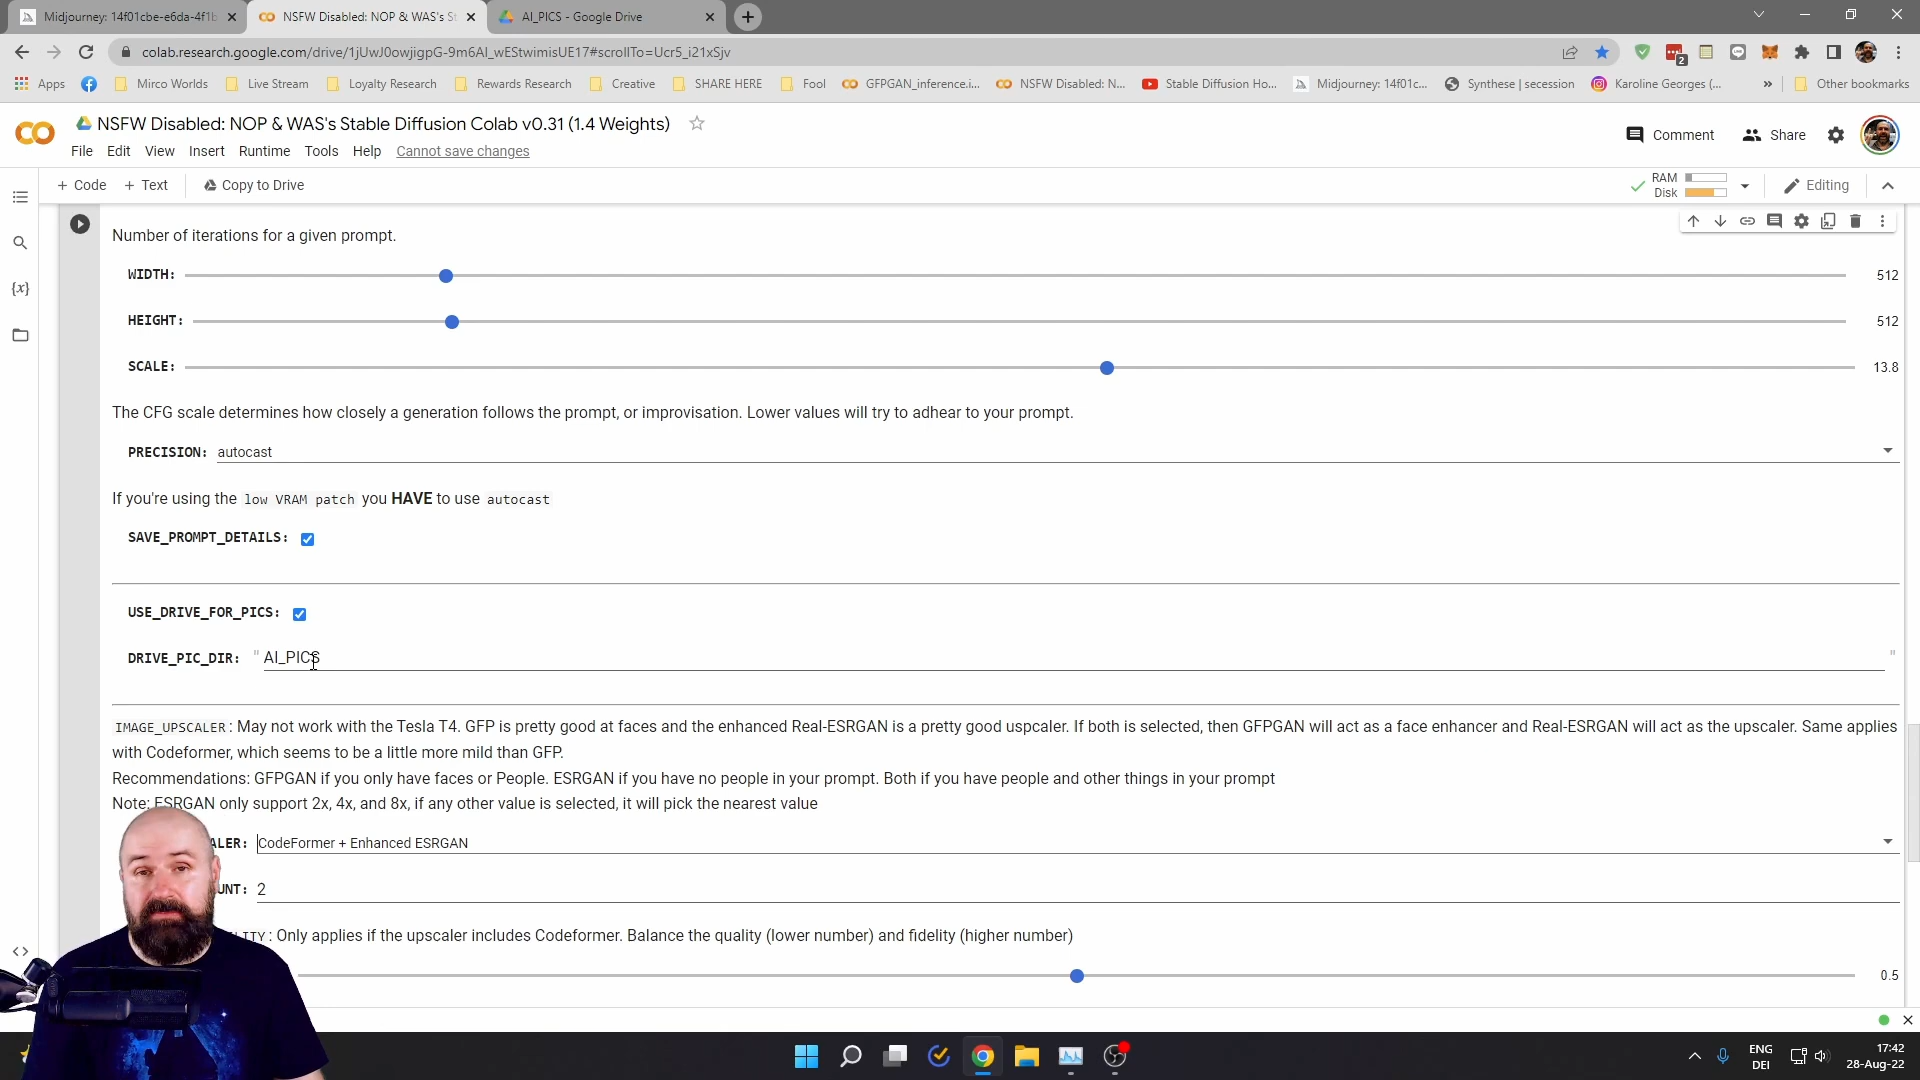 Midjourney: 14f01cbe-e6da-4f1b
NSFW Disabled: NOP & WAS's St
AI_PICS - Google Drive
colab.research.google.com/drive/1jUwJ0owjigpG-9m6AI_wEStwimisUE17#scrollTo=Ucr5_i21xSjv
2
Apps
Mirco Worlds
Live Stream
Loyalty Research
Rewards Research
Creative
SHARE HERE
Fool
GFPGAN_inference.i...
NSFW Disabled: N...
Stable Diffusion Ho...
Midjourney: 14f01c...
Synthese | secession
Karoline Georges (...
»
Other bookmarks
NSFW Disabled: NOP & WAS's Stable Diffusion Colab v0.31 (1.4 Weights)
Comment
Share
File Edit View Insert Runtime Tools Help Cannot save changes
+ Code + Text Copy to Drive
RAM
Disk
Editing
{x}
Number of iterations for a given prompt.
WIDTH: 512
HEIGHT: 512
SCALE: 13.8
The CFG scale determines how closely a generation follows the prompt, or improvisation. Lower values will try to adhear to your prompt.
PRECISION: autocast
If you're using the low VRAM patch you HAVE to use autocast
SAVE_PROMPT_DETAILS:
USE_DRIVE_FOR_PICS:
DRIVE_PIC_DIR: " AI_PICS "
IMAGE_UPSCALER: May not work with the Tesla T4. GFP is pretty good at faces and the enhanced Real-ESRGAN is a pretty good uspcaler. If both is selected, then GFPGAN will act as a face enhancer and Real-ESRGAN will act as the upscaler. Same applies
with Codeformer, which seems to be a little more mild than GFP.
Recommendations: GFPGAN if you only have faces or People. ESRGAN if you have no people in your prompt. Both if you have people and other things in your prompt
Note: ESRGAN only support 2x, 4x, and 8x, if any other value is selected, it will pick the nearest value
ALER: CodeFormer + Enhanced ESRGAN
UNT: 2
LITY: Only applies if the upscaler includes Codeformer. Balance the quality (lower number) and fidelity (higher number)
0.5
<>
ENG
DEI
17:42
28-Aug-22